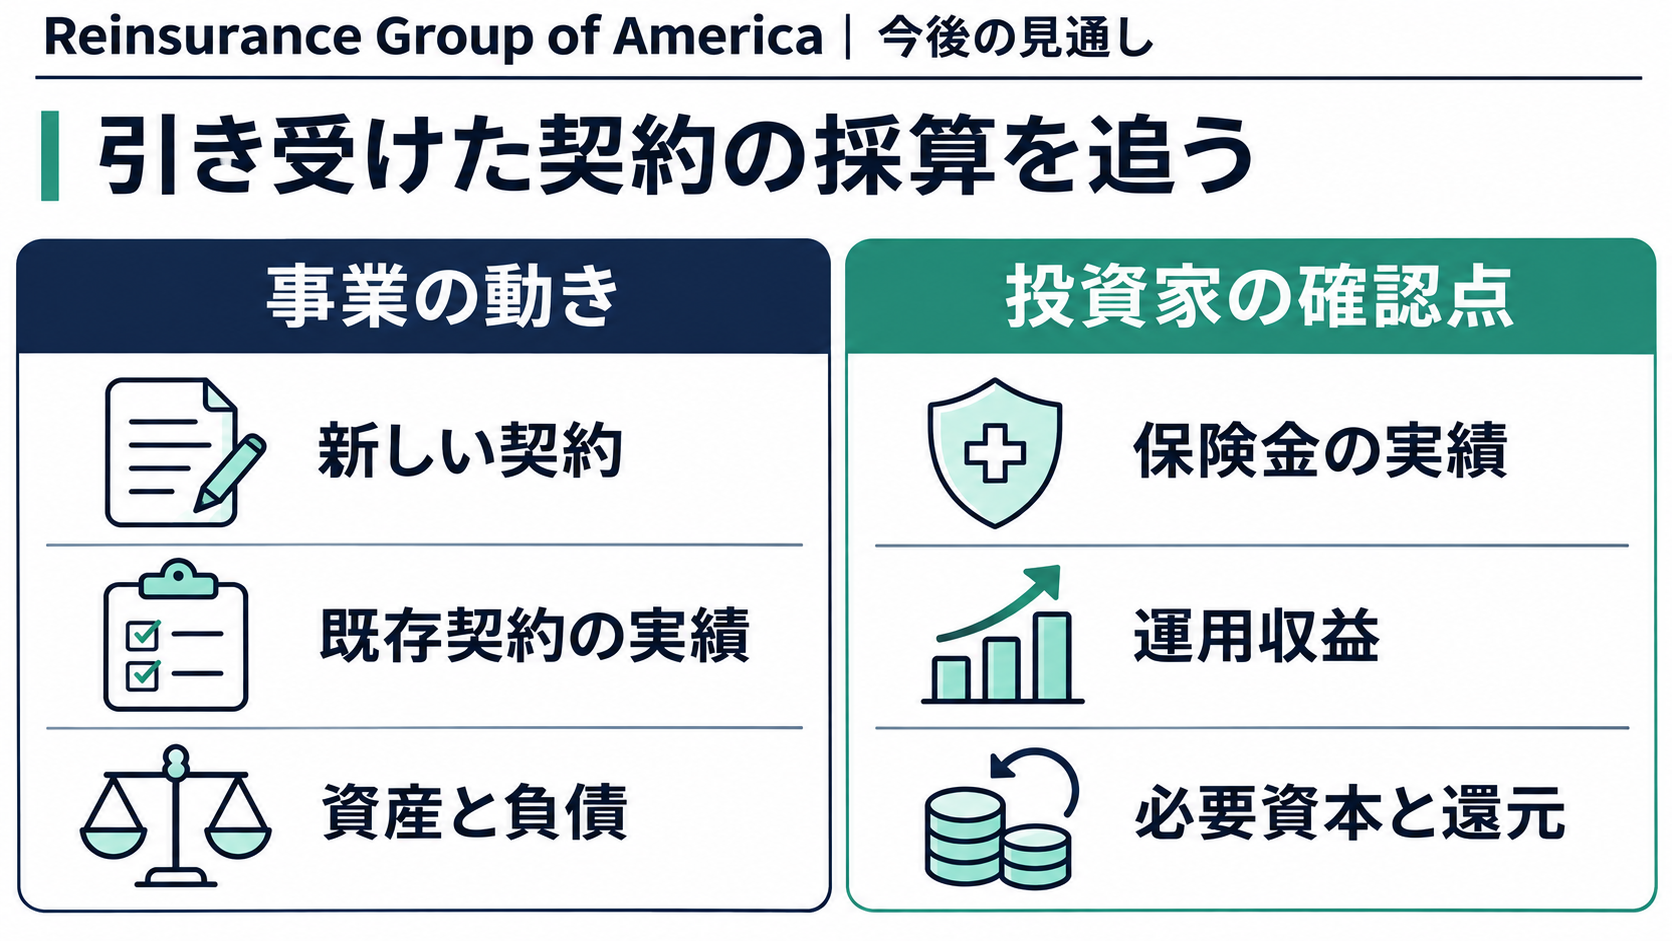 Reinsurance Group of America｜今後の見通し
引き受けた契約の採算を追う
事業の動き
新しい契約
既存契約の実績
資産と負債
投資家の確認点
保険金の実績
運用収益
必要資本と還元